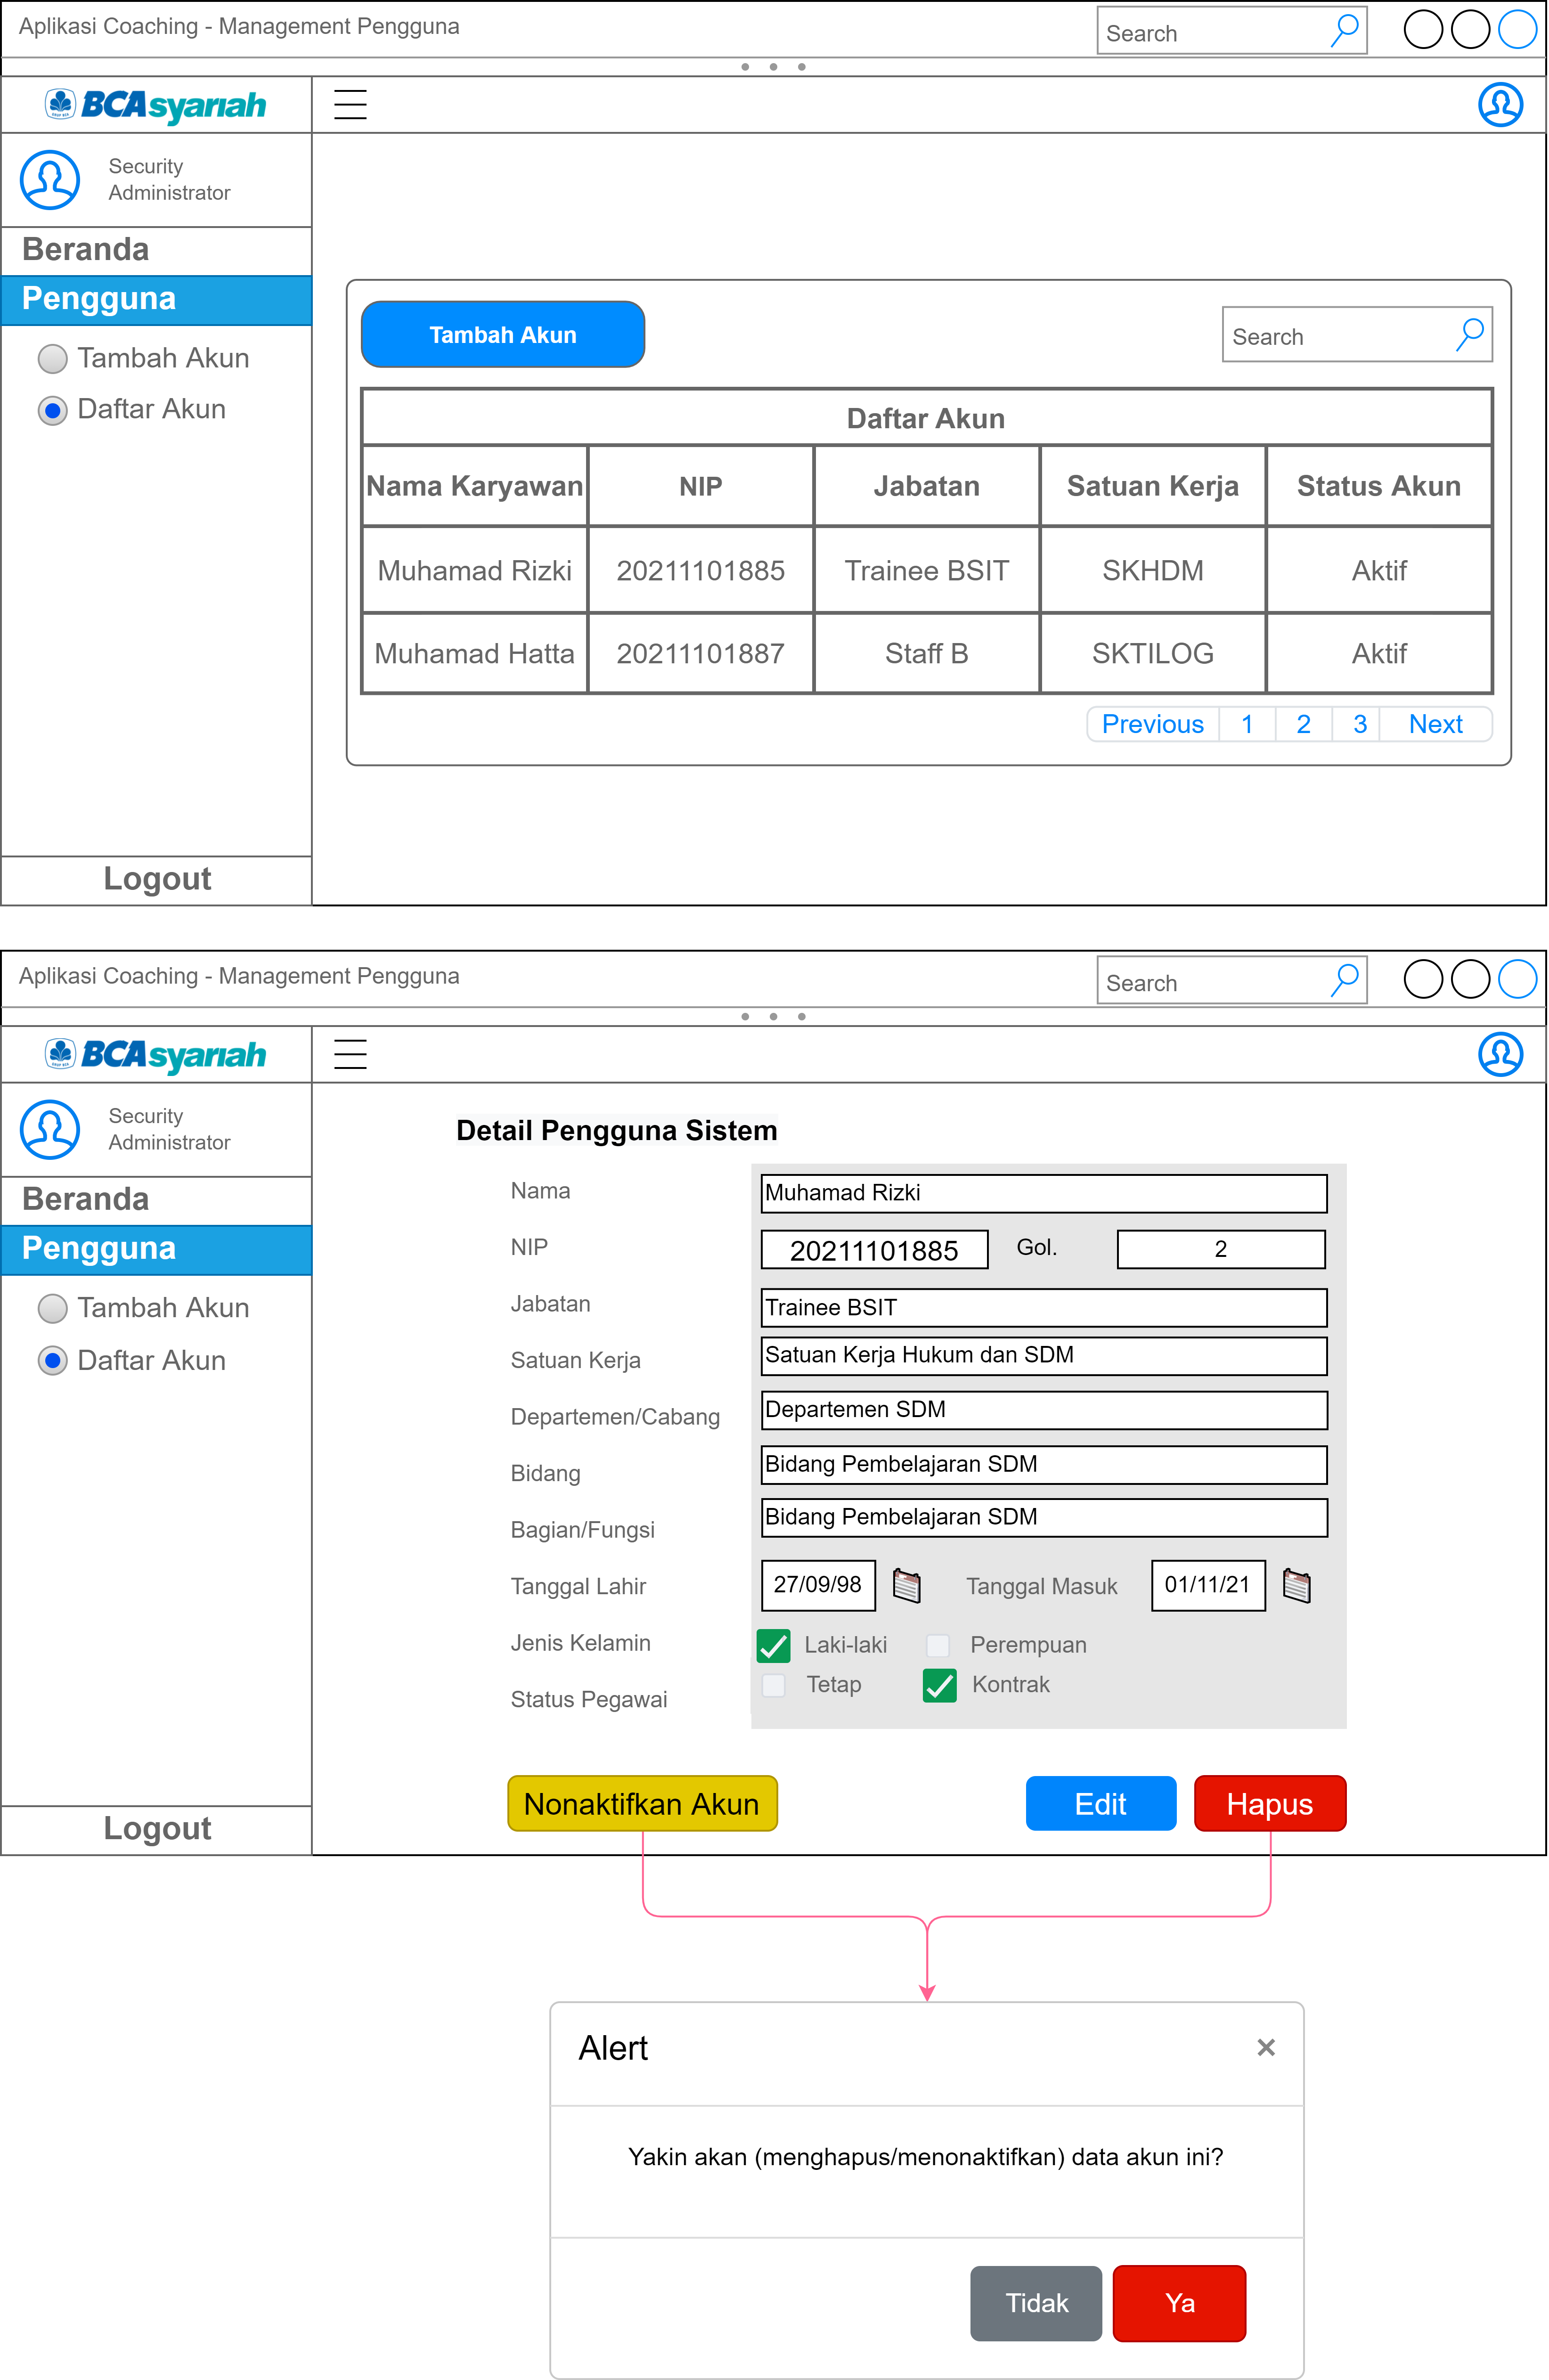 Aplikasi Coaching - Management Pengguna
Search
BCAsyariah
Security
Administrator
Beranda
Pengguna
Tambah Akun
Daftar Akun
Logout
Tambah Akun
Search
Daftar Akun
Nama Karyawan NIP Jabatan Satuan Kerja Status Akun
Muhamad Rizki 20211101885 Trainee BSIT SKHDM Aktif
Muhamad Hatta 20211101887 Staff B SKTILOG Aktif
Previous 1 2 3 Next
Aplikasi Coaching - Management Pengguna
Search
BCAsyariah
Security
Administrator
Beranda
Pengguna
Tambah Akun
Daftar Akun
Logout
Detail Pengguna Sistem
Nama Muhamad Rizki
NIP 20211101885 Gol. 2
Jabatan Trainee BSIT
Satuan Kerja Satuan Kerja Hukum dan SDM
Departemen/Cabang Departemen SDM
Bidang Bidang Pembelajaran SDM
Bagian/Fungsi Bidang Pembelajaran SDM
Tanggal Lahir 27/09/98 Tanggal Masuk 01/11/21
Jenis Kelamin Laki-laki Perempuan
Status Pegawai Tetap Kontrak
Nonaktifkan Akun Edit Hapus
Alert ×
Yakin akan (menghapus/menonaktifkan) data akun ini?
Tidak Ya